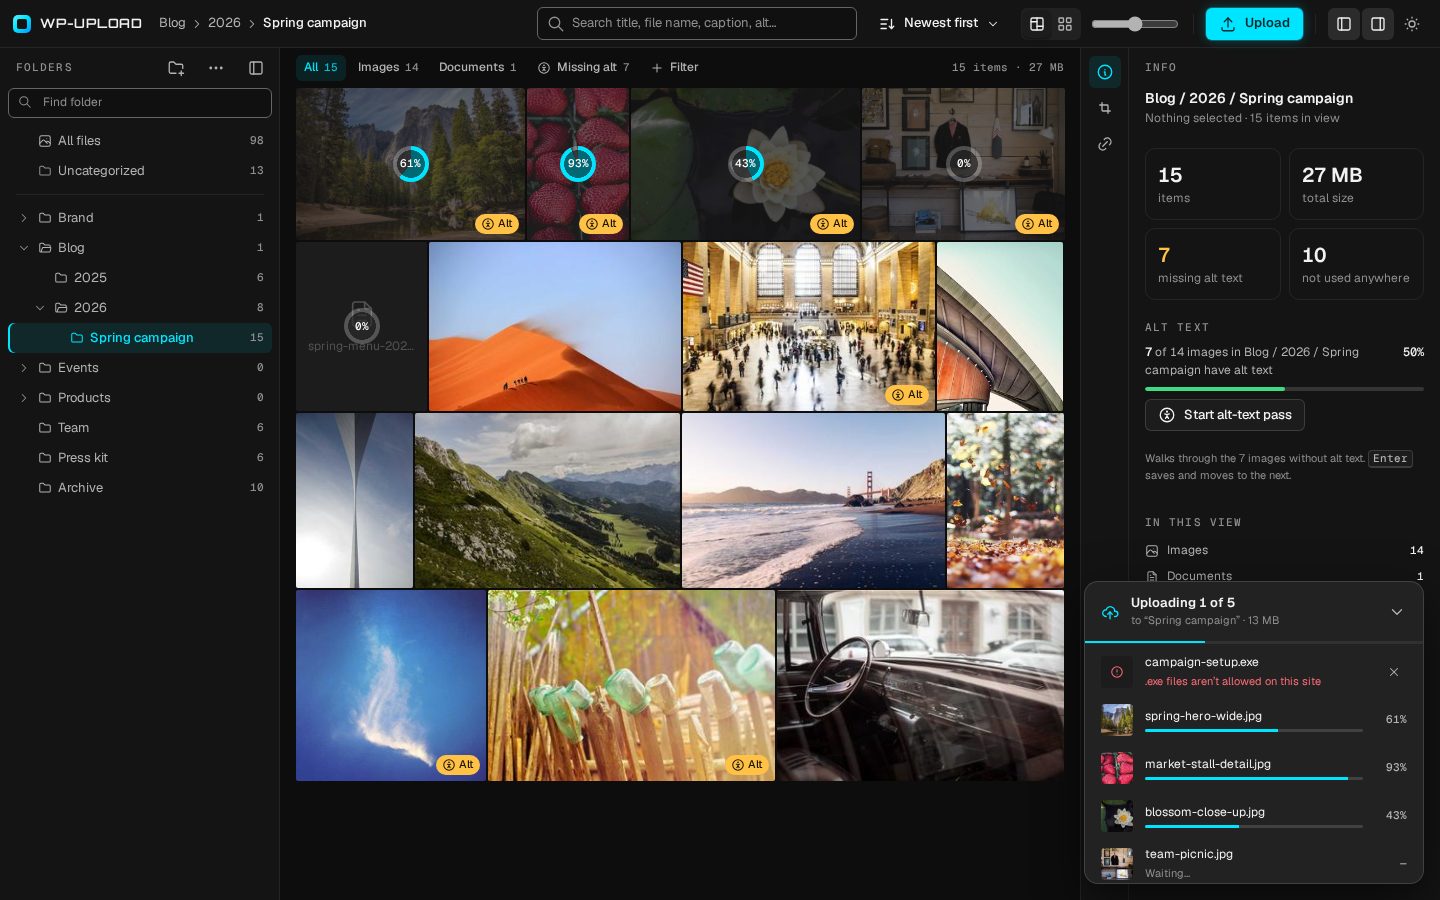 WP-UPLOAD
Blog
2026
Spring campaign
Search title, file name, caption, alt...
Newest first
Upload
FOLDERS
Find folder
All files 98
Uncategorized 13
Brand 1
Blog 1
2025 6
2026 8
Spring campaign 15
Events 0
Products 0
Team 6
Press kit 6
Archive 10
All 15
Images 14
Documents 1
Missing alt 7
Filter
15 items · 27 MB
61%
93%
43%
0%
Alt
Alt
Alt
Alt
0%
spring-menu-202...
Alt
Alt
Alt
INFO
Blog / 2026 / Spring campaign
Nothing selected · 15 items in view
15
items
27 MB
total size
7
missing alt text
10
not used anywhere
ALT TEXT
7 of 14 images in Blog / 2026 / Spring 50%
campaign have alt text
Start alt-text pass
Walks through the 7 images without alt text. Enter
saves and moves to the next.
IN THIS VIEW
Images 14
Documents 1
Uploading 1 of 5
to “Spring campaign” · 13 MB
campaign-setup.exe
.exe files aren't allowed on this site
spring-hero-wide.jpg
61%
market-stall-detail.jpg
93%
blossom-close-up.jpg
43%
team-picnic.jpg
Waiting...
–